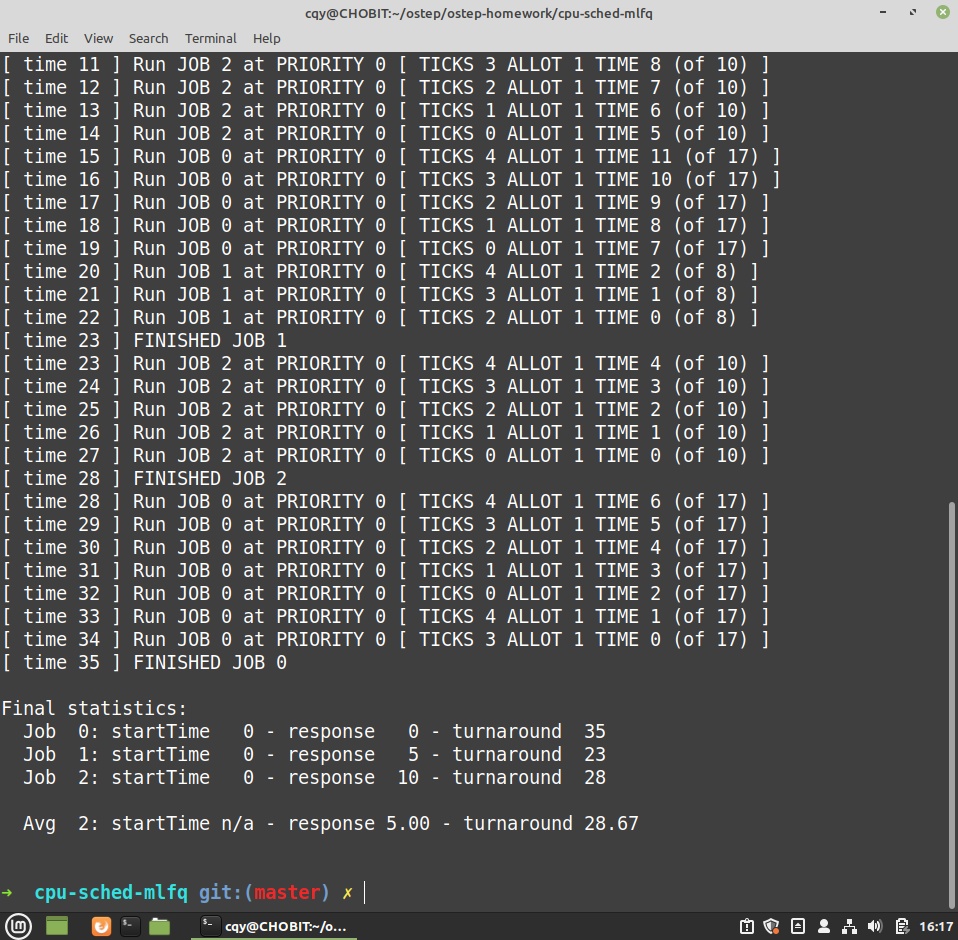 cqy@CHOBIT:~/ostep/ostep-homework/cpu-sched-mlfq
File Edit View Search Terminal Help
[ time 11 ] Run JOB 2 at PRIORITY 0 [ TICKS 3 ALLOT 1 TIME 8 (of 10) ]
[ time 12 ] Run JOB 2 at PRIORITY 0 [ TICKS 2 ALLOT 1 TIME 7 (of 10) ]
[ time 13 ] Run JOB 2 at PRIORITY 0 [ TICKS 1 ALLOT 1 TIME 6 (of 10) ]
[ time 14 ] Run JOB 2 at PRIORITY 0 [ TICKS 0 ALLOT 1 TIME 5 (of 10) ]
[ time 15 ] Run JOB 0 at PRIORITY 0 [ TICKS 4 ALLOT 1 TIME 11 (of 17) ]
[ time 16 ] Run JOB 0 at PRIORITY 0 [ TICKS 3 ALLOT 1 TIME 10 (of 17) ]
[ time 17 ] Run JOB 0 at PRIORITY 0 [ TICKS 2 ALLOT 1 TIME 9 (of 17) ]
[ time 18 ] Run JOB 0 at PRIORITY 0 [ TICKS 1 ALLOT 1 TIME 8 (of 17) ]
[ time 19 ] Run JOB 0 at PRIORITY 0 [ TICKS 0 ALLOT 1 TIME 7 (of 17) ]
[ time 20 ] Run JOB 1 at PRIORITY 0 [ TICKS 4 ALLOT 1 TIME 2 (of 8) ]
[ time 21 ] Run JOB 1 at PRIORITY 0 [ TICKS 3 ALLOT 1 TIME 1 (of 8) ]
[ time 22 ] Run JOB 1 at PRIORITY 0 [ TICKS 2 ALLOT 1 TIME 0 (of 8) ]
[ time 23 ] FINISHED JOB 1
[ time 23 ] Run JOB 2 at PRIORITY 0 [ TICKS 4 ALLOT 1 TIME 4 (of 10) ]
[ time 24 ] Run JOB 2 at PRIORITY 0 [ TICKS 3 ALLOT 1 TIME 3 (of 10) ]
[ time 25 ] Run JOB 2 at PRIORITY 0 [ TICKS 2 ALLOT 1 TIME 2 (of 10) ]
[ time 26 ] Run JOB 2 at PRIORITY 0 [ TICKS 1 ALLOT 1 TIME 1 (of 10) ]
[ time 27 ] Run JOB 2 at PRIORITY 0 [ TICKS 0 ALLOT 1 TIME 0 (of 10) ]
[ time 28 ] FINISHED JOB 2
[ time 28 ] Run JOB 0 at PRIORITY 0 [ TICKS 4 ALLOT 1 TIME 6 (of 17) ]
[ time 29 ] Run JOB 0 at PRIORITY 0 [ TICKS 3 ALLOT 1 TIME 5 (of 17) ]
[ time 30 ] Run JOB 0 at PRIORITY 0 [ TICKS 2 ALLOT 1 TIME 4 (of 17) ]
[ time 31 ] Run JOB 0 at PRIORITY 0 [ TICKS 1 ALLOT 1 TIME 3 (of 17) ]
[ time 32 ] Run JOB 0 at PRIORITY 0 [ TICKS 0 ALLOT 1 TIME 2 (of 17) ]
[ time 33 ] Run JOB 0 at PRIORITY 0 [ TICKS 4 ALLOT 1 TIME 1 (of 17) ]
[ time 34 ] Run JOB 0 at PRIORITY 0 [ TICKS 3 ALLOT 1 TIME 0 (of 17) ]
[ time 35 ] FINISHED JOB 0
Final statistics:
  Job  0: startTime   0 - response   0 - turnaround  35
  Job  1: startTime   0 - response   5 - turnaround  23
  Job  2: startTime   0 - response  10 - turnaround  28
  Avg  2: startTime n/a - response 5.00 - turnaround 28.67
➜  cpu-sched-mlfq git:(master) ✗
cqy@CHOBIT:~/o... 16:17